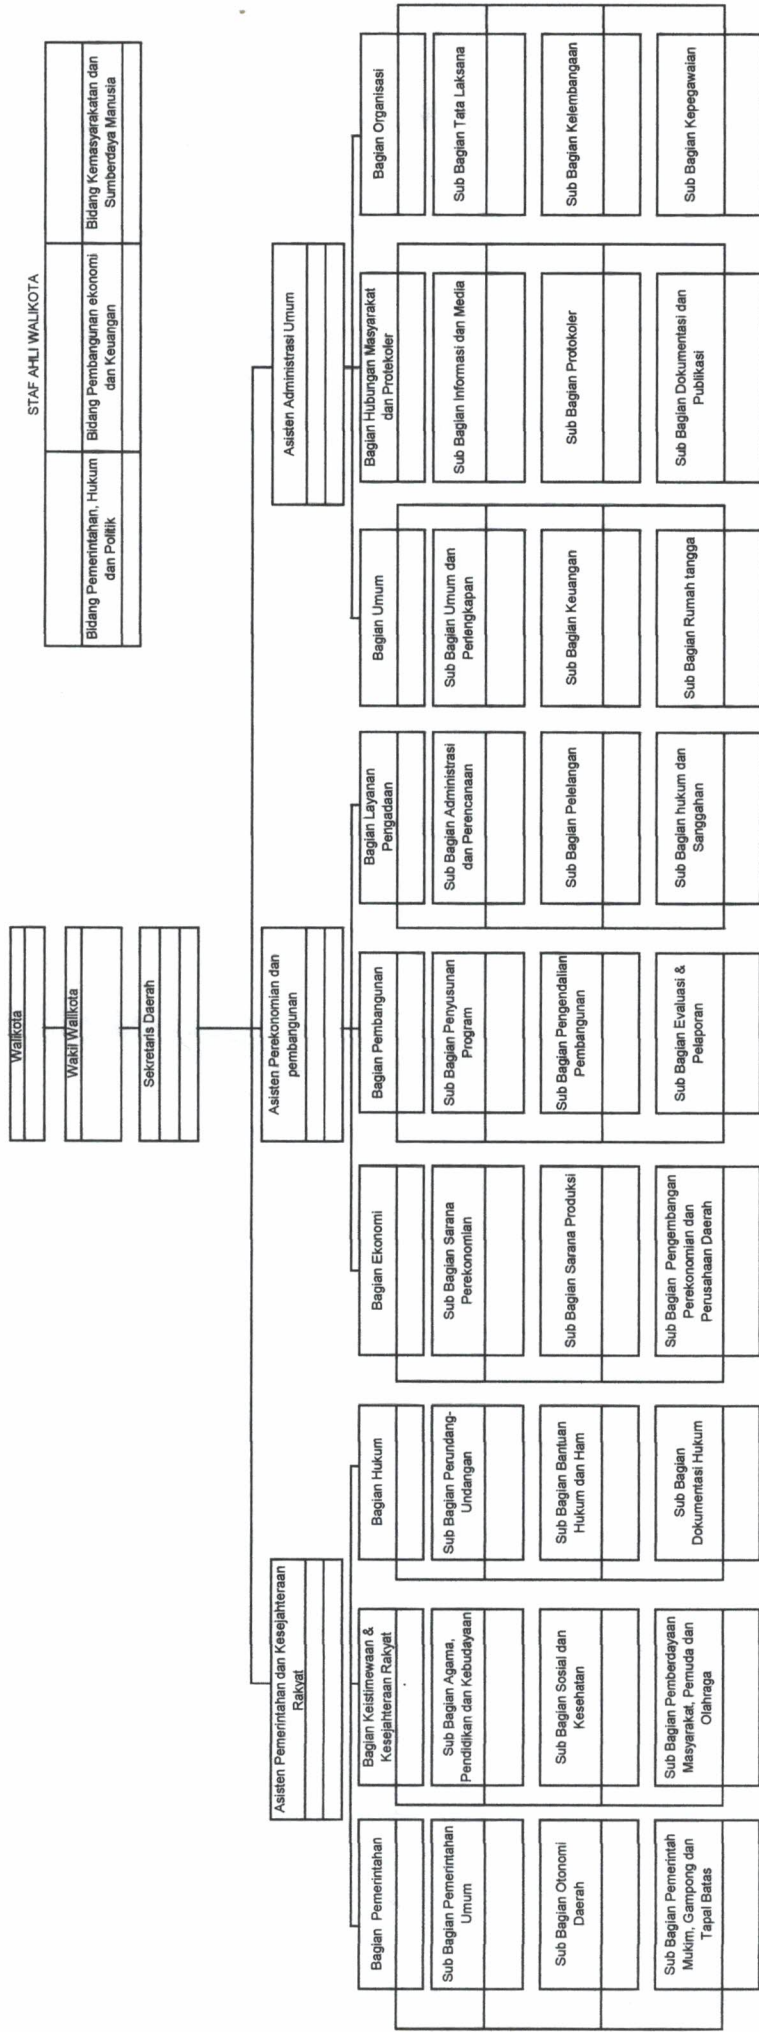 Walikota
Wakil Walikota
Sekretaris Daerah
STAF AHLI WALIKOTA
Bidang Pemerintahan, Hukum
dan Politik
Bidang Pembangunan ekonomi
dan Keuangan
Bidang Kemasyarakatan dan
Sumberdaya Manusia
Asisten Pemerintahan dan Kesejahteraan
Rakyat
Asisten Perekonomian dan
pembangunan
Asisten Administrasi Umum
Bagian Pemerintahan
Sub Bagian Pemerintahan
Umum
Sub Bagian Otonomi
Daerah
Sub Bagian Pemerintah
Mukim, Gampong dan
Tapal Batas
Bagian Keistimewaan &
Kesejahteraan Rakyat
Sub Bagian Agama,
Pendidikan dan Kebudayaan
Sub Bagian Sosial dan
Kesehatan
Sub Bagian Pemberdayaan
Masyarakat, Pemuda dan
Olahraga
Bagian Hukum
Sub Bagian Perundang-
Undangan
Sub Bagian Bantuan
Hukum dan Ham
Sub Bagian
Dokumentasi Hukum
Bagian Ekonomi
Sub Bagian Sarana
Perekonomian
Sub Bagian Sarana Produksi
Sub Bagian Pengembangan
Perekonomian dan
Perusahaan Daerah
Bagian Pembangunan
Sub Bagian Penyusunan
Program
Sub Bagian Pengendalian
Pembangunan
Sub Bagian Evaluasi &
Pelaporan
Bagian Layanan
Pengadaan
Sub Bagian Administrasi
dan Perencanaan
Sub Bagian Pelelangan
Sub Bagian hukum dan
Sanggahan
Bagian Umum
Sub Bagian Umum dan
Perlengkapan
Sub Bagian Keuangan
Sub Bagian Rumah tangga
Bagian Hubungan Masyarakat
dan Protekoler
Sub Bagian Informasi dan Media
Sub Bagian Protokoler
Sub Bagian Dokumentasi dan
Publikasi
Bagian Organisasi
Sub Bagian Tata Laksana
Sub Bagian Kelembangaan
Sub Bagian Kepegawaian